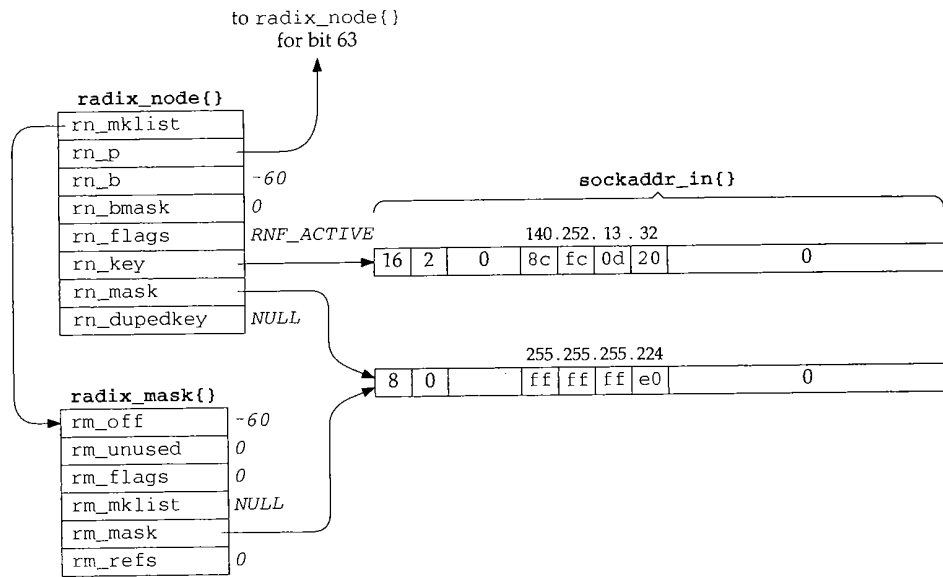 to radix_node{}
for bit 63
radix_node{}
rn_mklist
rn_p
rn_b -60
rn_bmask 0
rn_flags RNF_ACTIVE
rn_key
rn_mask
rn_dupedkey NULL
sockaddr_in{}
140.252.13.32
16 2 0 8c fc 0d 20 0
255.255.255.224
8 0 ff ff ff e0 0
radix_mask{}
rm_off -60
rm_unused 0
rm_flags 0
rm_mklist NULL
rm_mask
rm_refs 0